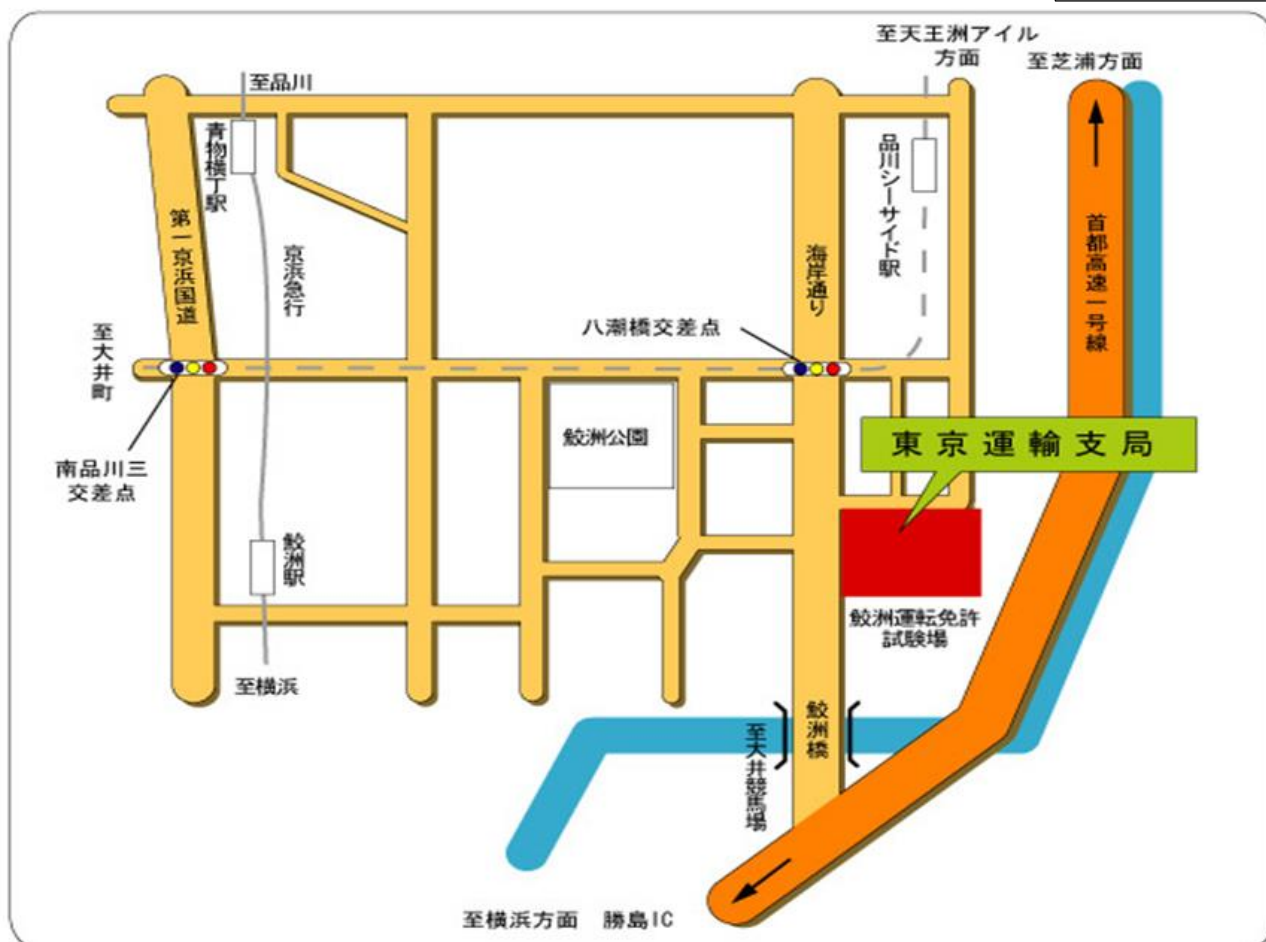 至天王洲アイル
方面
至芝浦方面
至品川
青物横丁駅
品川シーサイド駅
第一京浜国道
京浜急行
海岸通り
首都高速一号線
八潮橋交差点
至大井町
鮫洲公園
東京運輸支局
南品川三
交差点
鮫洲駅
鮫洲運転免許
試験場
至横浜
鮫洲橋
至大井競馬場
至横浜方面 勝島IC